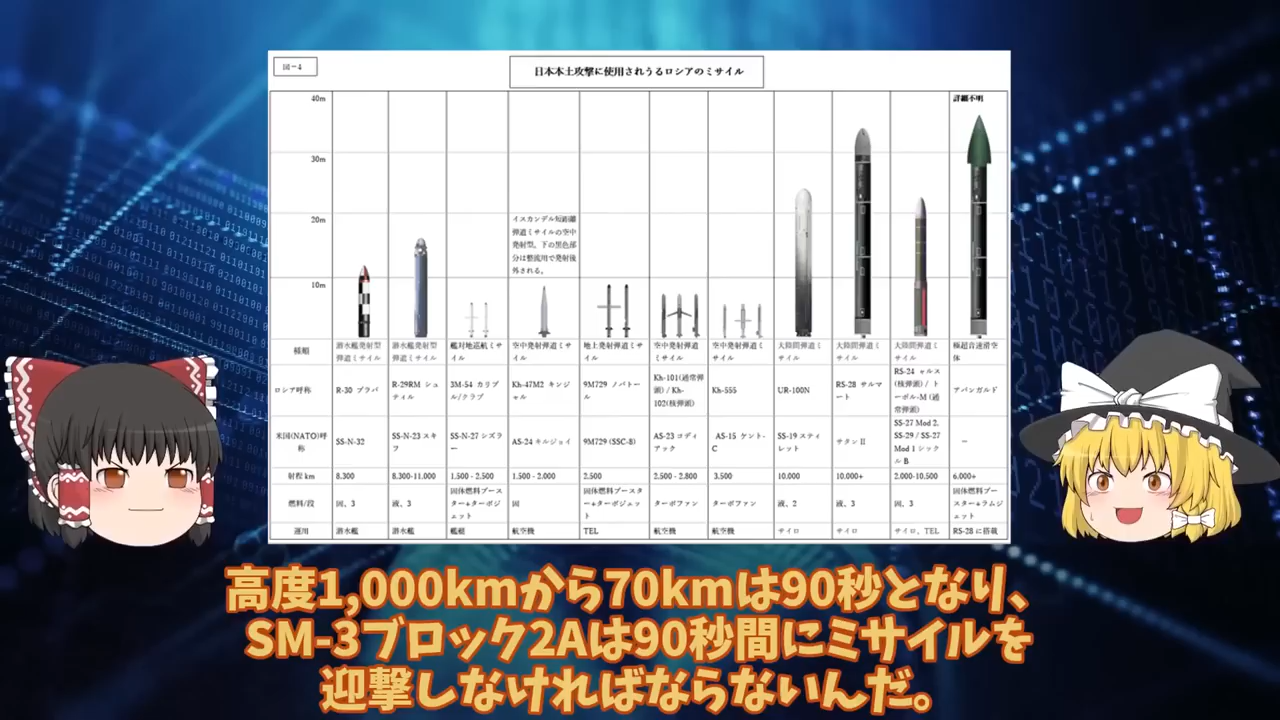 図－4
日本本土攻撃に使用されうるロシアのミサイル
40m
詳細不明
30m
20m
イスカンデル短距離
弾道ミサイルの空中
発射型。下の黒色部
分は整流用で発射後
外される。
10m
種類
潜水艦発射型
弾道ミサイル
潜水艦発射型
弾道ミサイル
艦対地巡航ミサ
イル
空中発射弾道ミサ
イル
地上発射弾道ミサ
イル
空中発射弾道
ミサイル
空中発射弾道ミ
サイル
大陸間弾道ミ
サイル
大陸間弾道ミ
サイル
大陸間弾道ミ
サイル
極超音速滑空
体
ロシア呼称
R-30 ブラバ
R-29RM シュ
ティル
3M-54 カリブ
ル/クラブ
Kh-47M2 キンジ
ャル
9M729 ノバトー
ル
Kh-101(通常弾
頭) / Kh-
102(核弾頭)
Kh-555
UR-100N
RS-28 サルマ
ート
RS-24 ヤルス
(核弾頭) / ト
ーポル-M (通
常弾頭)
アバンガルド
米国(NATO)呼
称
SS-N-32
SS-N-23 スキ
フ
SS-N-27 シズラ
ー
AS-24 キルジョイ
9M729 (SSC-8)
AS-23 コディ
アック
AS-15 ケント-
C
SS-19 スティ
レット
サタンⅡ
SS-27 Mod 2,
SS-29 / SS-27
Mod 1 シック
ル B
--
射程 km
8.300
8.300-11.000
1,500 - 2.500
1,500 - 2.000
2,500
2,500 - 2.800
3,500
10,000
10,000+
2,000-10,500
6,000+
燃料/段
固、3
液、3
固体燃料ブース
ター+ターボジ
ェット
固
固体燃料ブースタ
ー+ターボジェッ
ト
ターボファン
ターボファン
液、2
液、3
固、3
固体燃料ブー
スター+ラムジ
ェット
運用
潜水艦
潜水艦
艦艇
航空機
TEL
航空機
航空機
サイロ
サイロ
サイロ、TEL
RS-28 に搭載
高度1,000kmから70kmは90秒となり、
SM-3ブロック2Aは90秒間にミサイルを
迎撃しなければならないんだ。